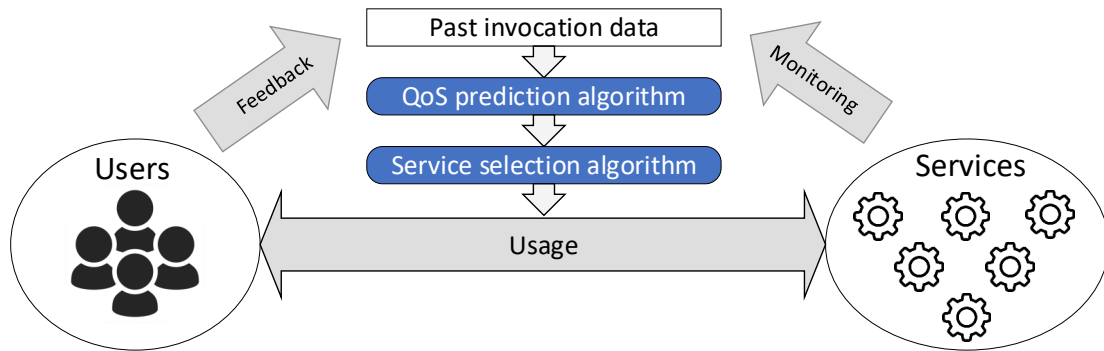 Past invocation data
Feedback
Monitoring
QoS prediction algorithm
Service selection algorithm
Users
Services
Usage